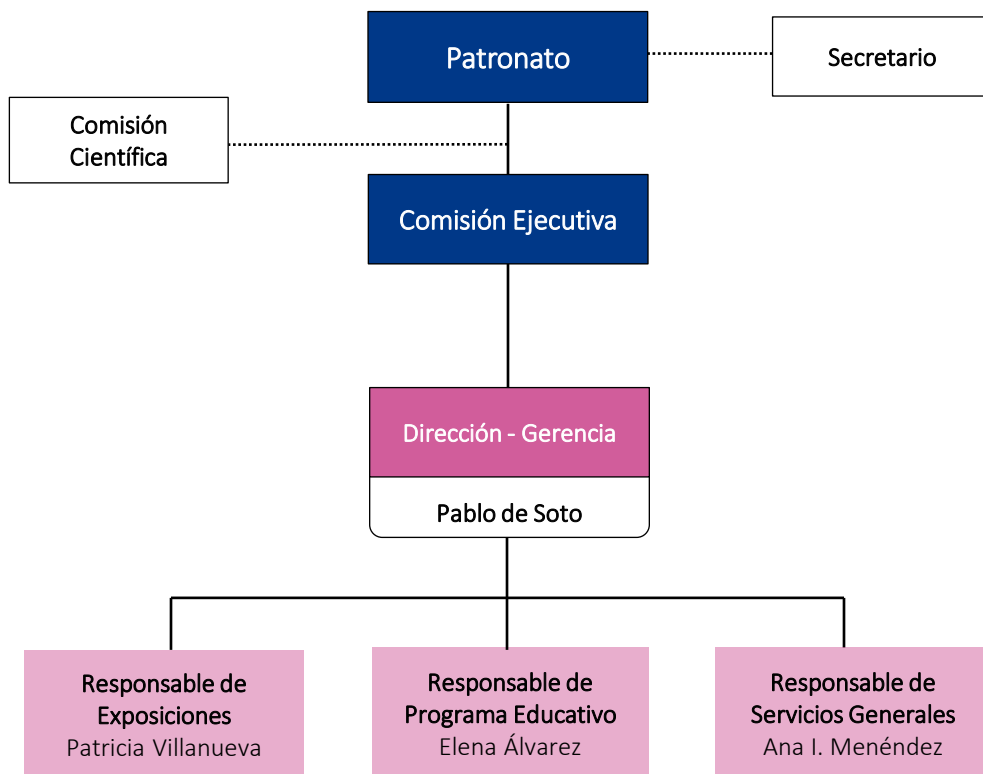 Patronato
Secretario
Comisión
Científica
Comisión Ejecutiva
Dirección - Gerencia
Pablo de Soto
Responsable de
Exposiciones
Patricia Villanueva
Responsable de
Programa Educativo
Elena Álvarez
Responsable de
Servicios Generales
Ana I. Menéndez